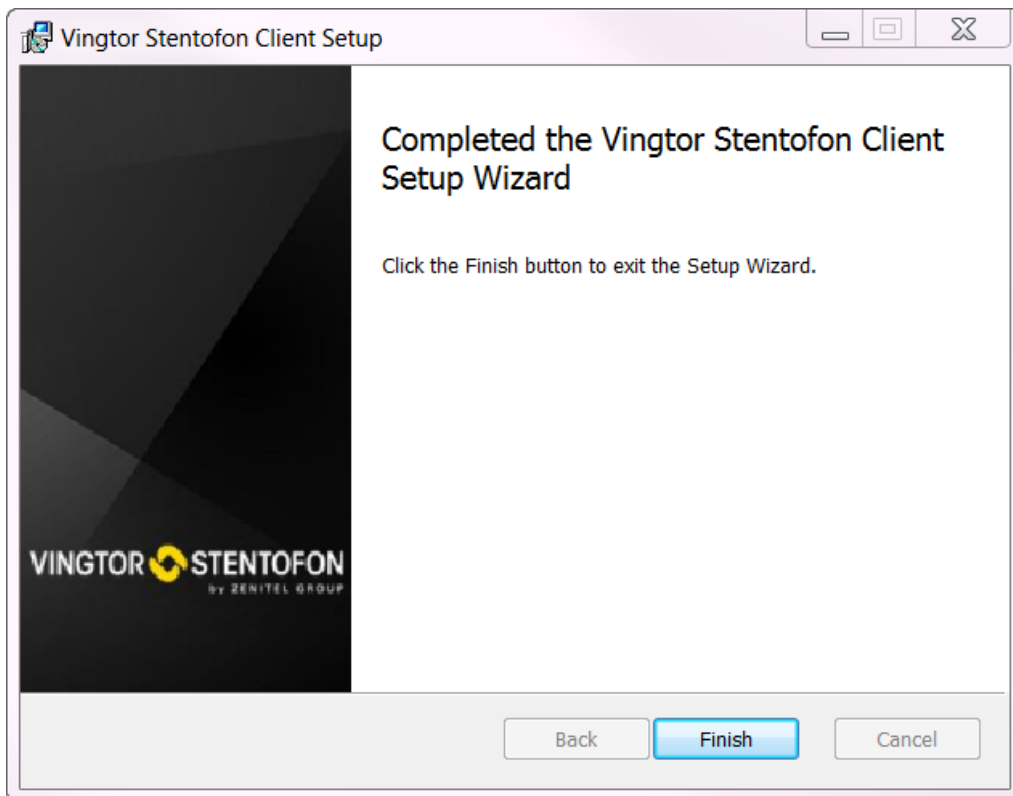 Vingtor Stentofon Client Setup
Completed the Vingtor Stentofon Client
Setup Wizard
Click the Finish button to exit the Setup Wizard.
VINGTOR STENTOFON
by ZENITEL GROUP
Back Finish Cancel